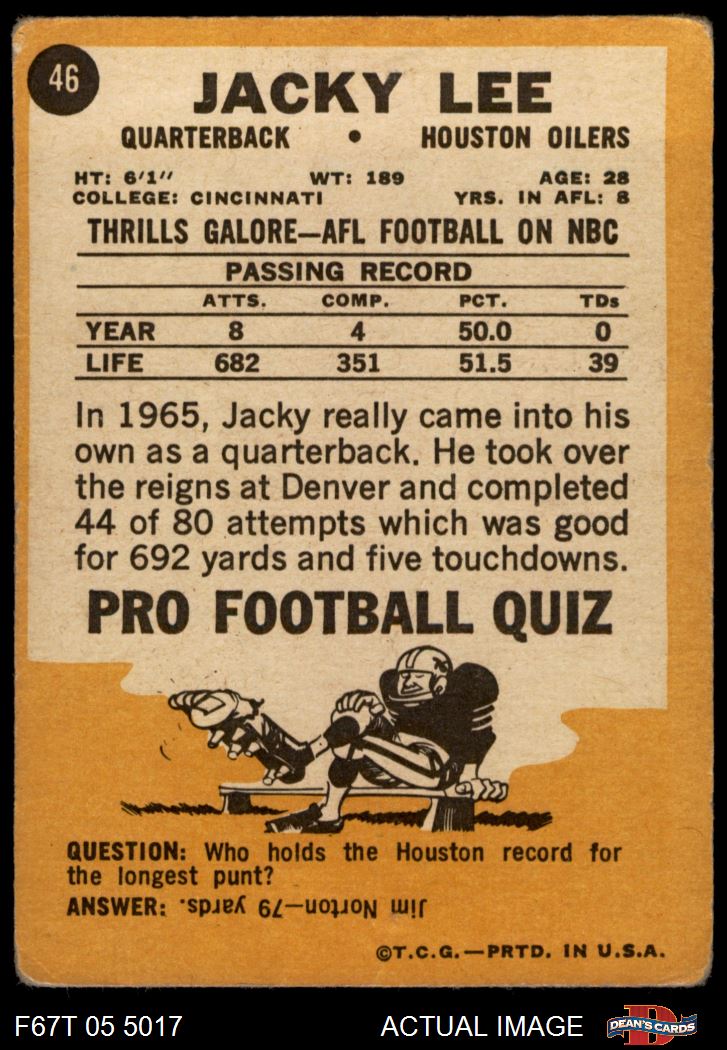 46
JACKY LEE
QUARTERBACK • HOUSTON OILERS
HT: 6'1" WT: 189 AGE: 28
COLLEGE: CINCINNATI YRS. IN AFL: 8
THRILLS GALORE—AFL FOOTBALL ON NBC
PASSING RECORD
ATTS. COMP. PCT. TDs
YEAR 8 4 50.0 0
LIFE 682 351 51.5 39
In 1965, Jacky really came into his
own as a quarterback. He took over
the reigns at Denver and completed
44 of 80 attempts which was good
for 692 yards and five touchdowns.
PRO FOOTBALL QUIZ
QUESTION: Who holds the Houston record for
the longest punt?
ANSWER: Jim Norton—79 yards.
©T.C.G.—PRTD. IN U.S.A.
F67T 05 5017 ACTUAL IMAGE D DEAN'S CARDS